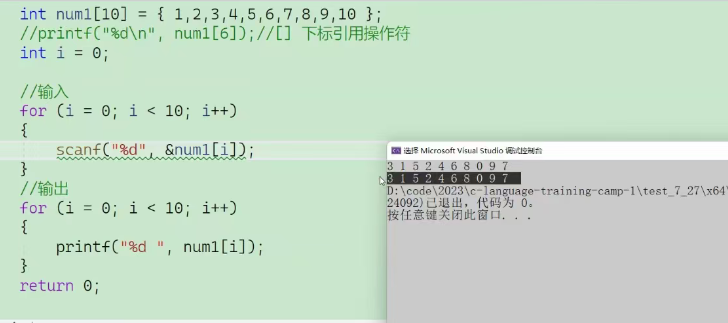 int num1[10] = { 1,2,3,4,5,6,7,8,9,10 };
//printf("%d\n", num1[6]);//[] 下标引用操作符
int i = 0;
//输入
for (i = 0; i < 10; i++)
{
scanf("%d", &num1[i]);
}
//输出
for (i = 0; i < 10; i++)
{
printf("%d ", num1[i]);
}
return 0;
选择 Microsoft Visual Studio 调试控制台
3 1 5 2 4 6 8 0 9 7
3 1 5 2 4 6 8 0 9 7
D:\code\2023\c-language-training-camp-1\test_7_27\x64\
24092)已退出，代码为 0。
按任意键关闭此窗口. . .